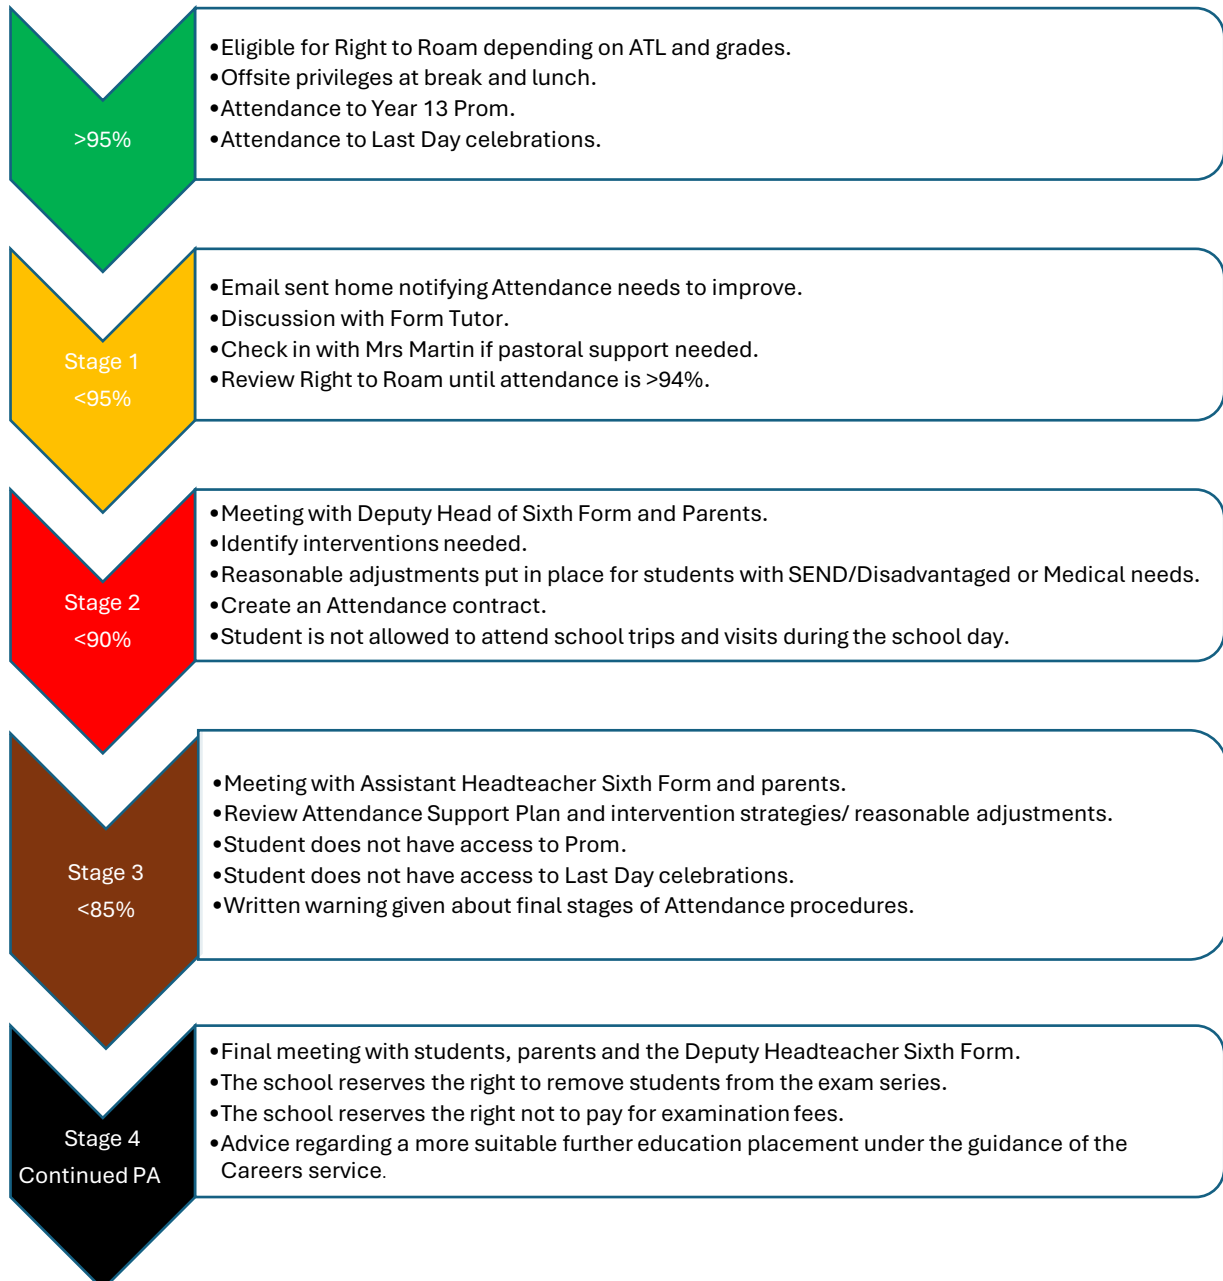 >95%
•Eligible for Right to Roam depending on ATL and grades.
•Offsite privileges at break and lunch.
•Attendance to Year 13 Prom.
•Attendance to Last Day celebrations.
Stage 1
<95%
•Email sent home notifying Attendance needs to improve.
•Discussion with Form Tutor.
•Check in with Mrs Martin if pastoral support needed.
•Review Right to Roam until attendance is >94%.
Stage 2
<90%
•Meeting with Deputy Head of Sixth Form and Parents.
•Identify interventions needed.
•Reasonable adjustments put in place for students with SEND/Disadvantaged or Medical needs.
•Create an Attendance contract.
•Student is not allowed to attend school trips and visits during the school day.
Stage 3
<85%
•Meeting with Assistant Headteacher Sixth Form and parents.
•Review Attendance Support Plan and intervention strategies/ reasonable adjustments.
•Student does not have access to Prom.
•Student does not have access to Last Day celebrations.
•Written warning given about final stages of Attendance procedures.
Stage 4
Continued PA
•Final meeting with students, parents and the Deputy Headteacher Sixth Form.
•The school reserves the right to remove students from the exam series.
•The school reserves the right not to pay for examination fees.
•Advice regarding a more suitable further education placement under the guidance of the
Careers service.